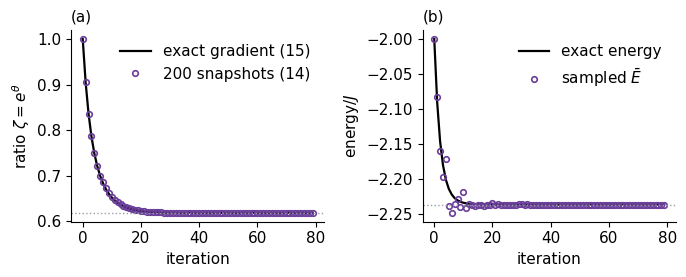 (a)
1.0
0.9
0.8
0.7
0.6
ratio ζ = e^θ
exact gradient (15)
200 snapshots (14)
0 20 40 60 80
iteration
(b)
−2.00
−2.05
−2.10
−2.15
−2.20
−2.25
energy/J
exact energy
sampled Ē
0 20 40 60 80
iteration